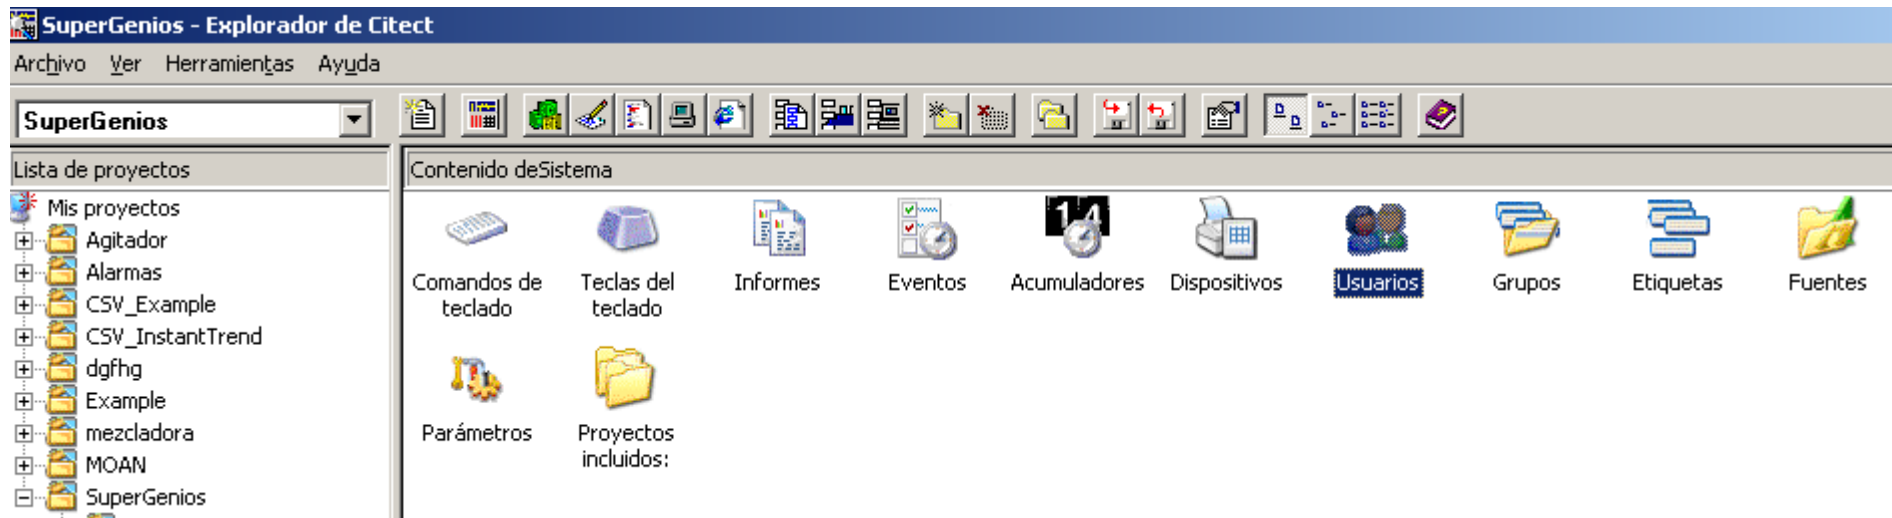 SuperGenios - Explorador de Citect
Archivo Ver Herramientas Ayuda
SuperGenios
Lista de proyectos
Contenido deSistema
Mis proyectos
Agitador
Alarmas
CSV_Example
CSV_InstantTrend
dgfhg
Example
mezcladora
MOAN
SuperGenios
Comandos de
teclado
Teclas del
teclado
Informes
Eventos
Acumuladores
Dispositivos
Usuarios
Grupos
Etiquetas
Fuentes
Parámetros
Proyectos
incluidos: